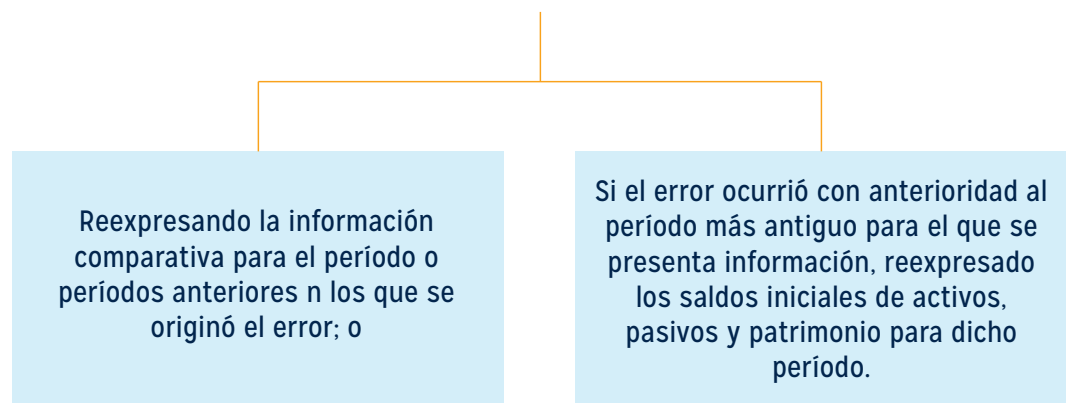 Reexpresando la información
comparativa para el período o
períodos anteriores n los que se
originó el error; o
Si el error ocurrió con anterioridad al
período más antiguo para el que se
presenta información, reexpresado
los saldos iniciales de activos,
pasivos y patrimonio para dicho
período.